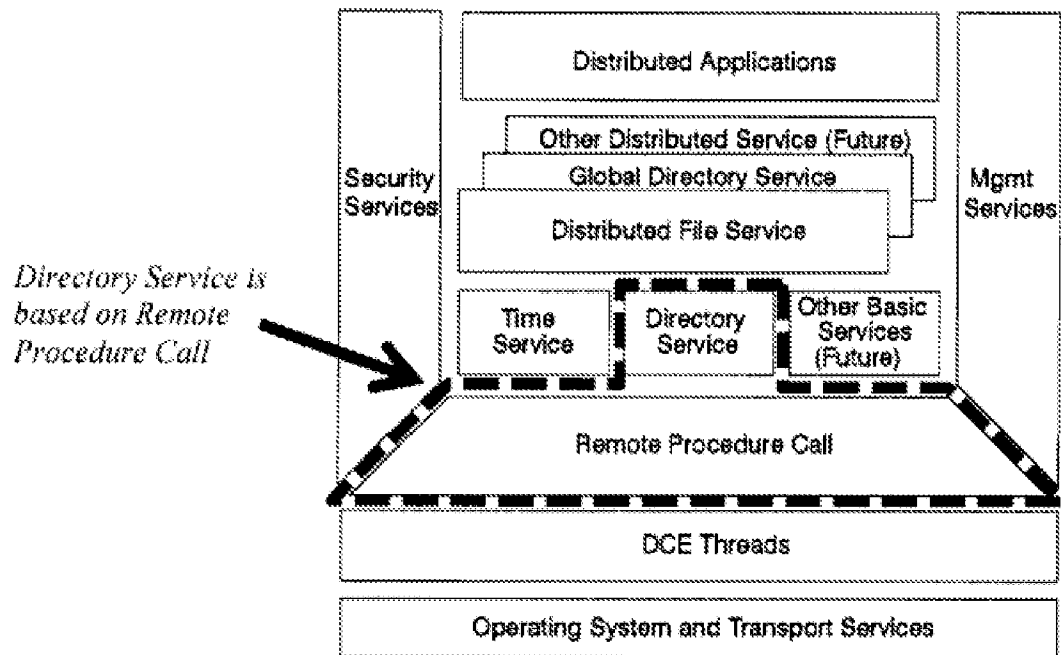 Distributed Applications
Other Distributed Service (Future)
Global Directory Service
Distributed File Service
Security
Services
Mgmt
Services
Directory Service is
based on Remote
Procedure Call
Time
Service
Directory
Service
Other Basic
Services
(Future)
Remote Procedure Call
DCE Threads
Operating System and Transport Services